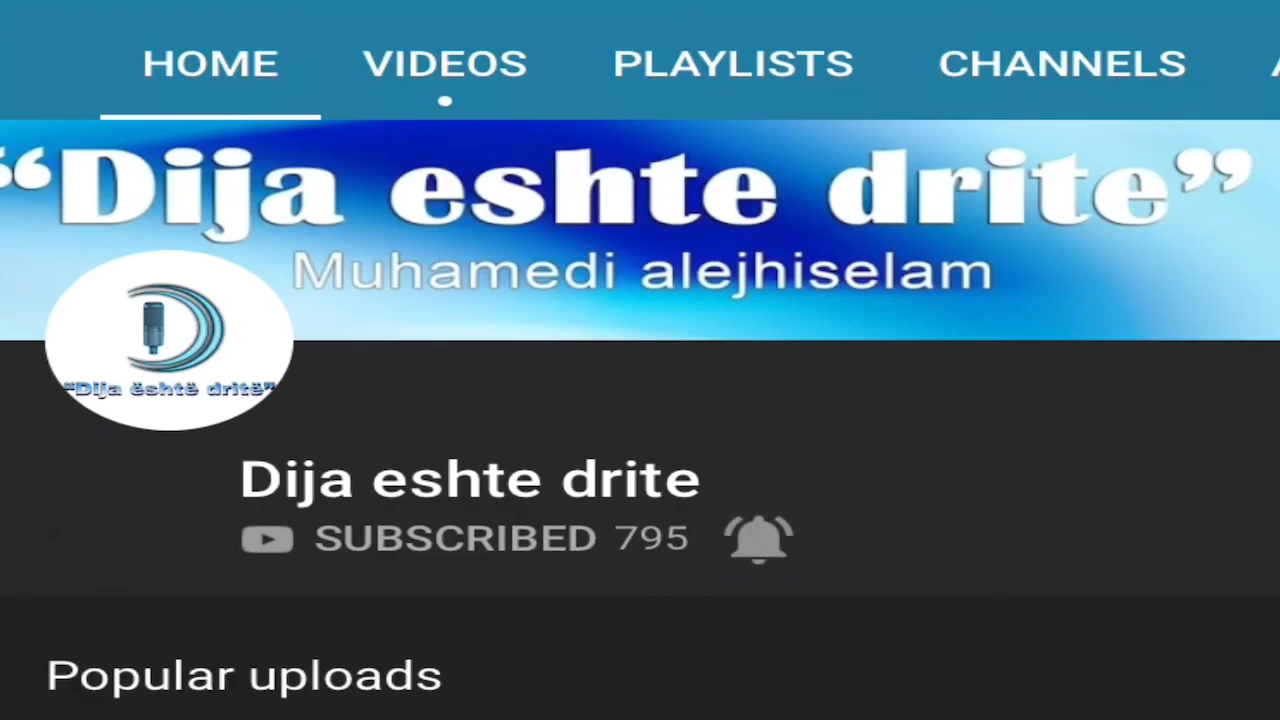 HOME VIDEOS PLAYLISTS CHANNELS
“Dija eshte drite”
Muhamedi alejhiselam
“Dija është dritë”
Dija eshte drite
SUBSCRIBED 795
Popular uploads